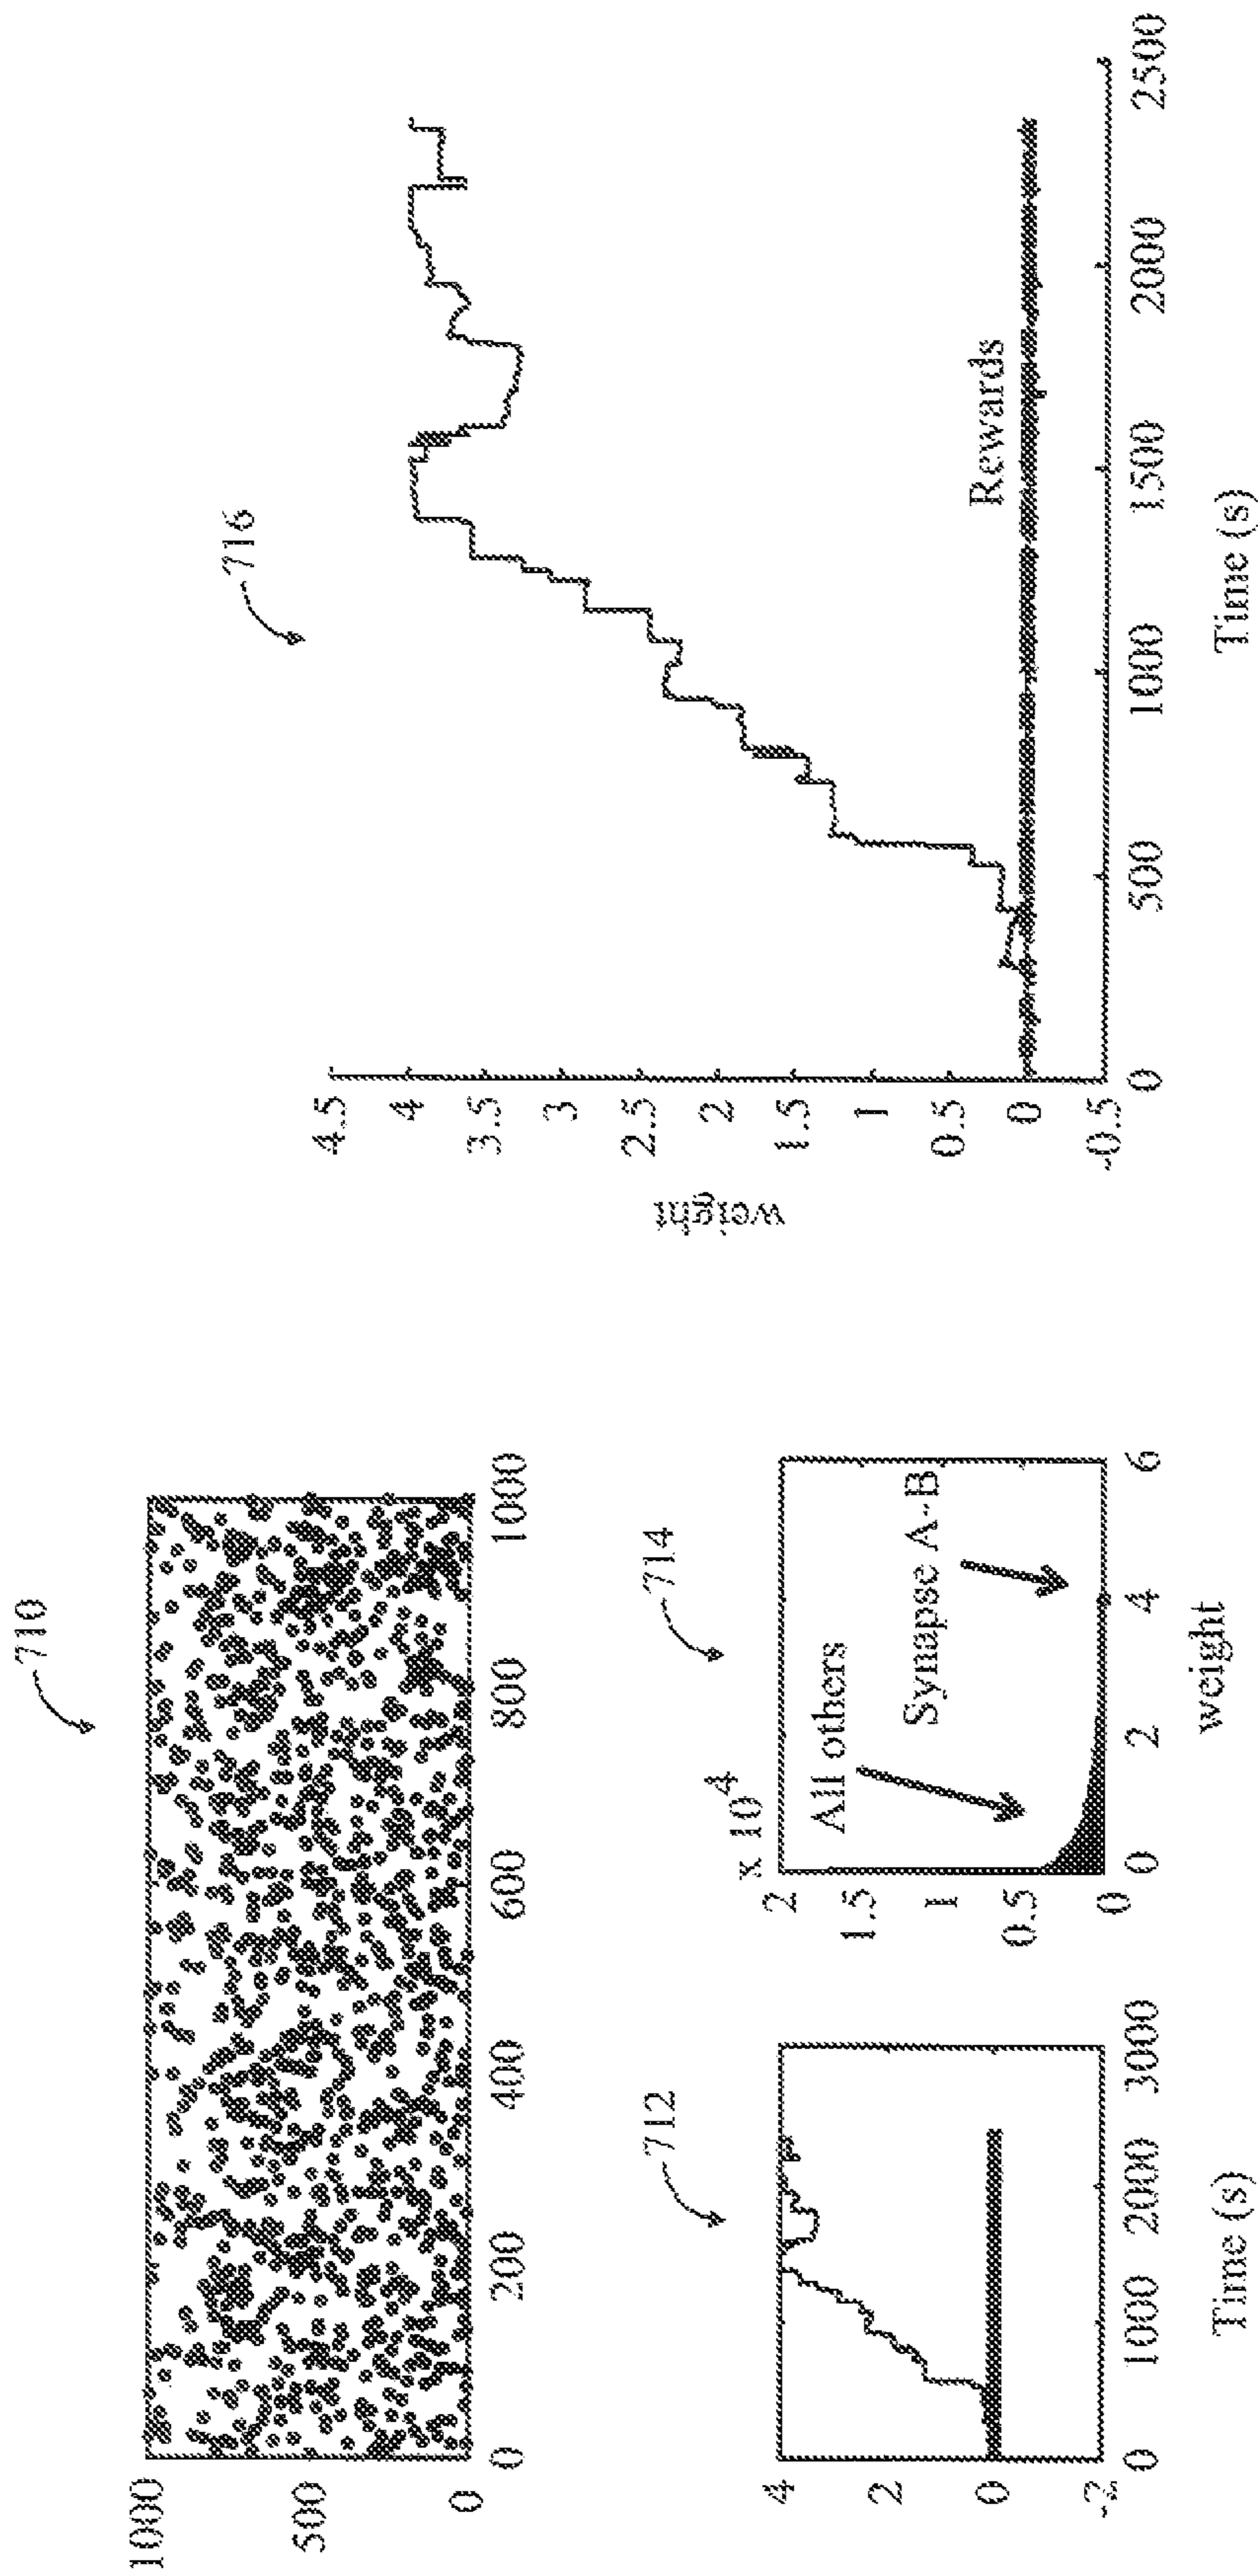 710
1000
500
0
0 200 400 600 800 1000
712
4
2
0
-2
0 1000 2000 3000
Time (s)
714
x 10 4
2
1.5
1
0.5
0
All others
Synapse A-B
0 2 4 6
weight
716
weight
4.5
4
3.5
3
2.5
2
1.5
1
0.5
0
-0.5
Rewards
0 500 1000 1500 2000 2500
Time (s)